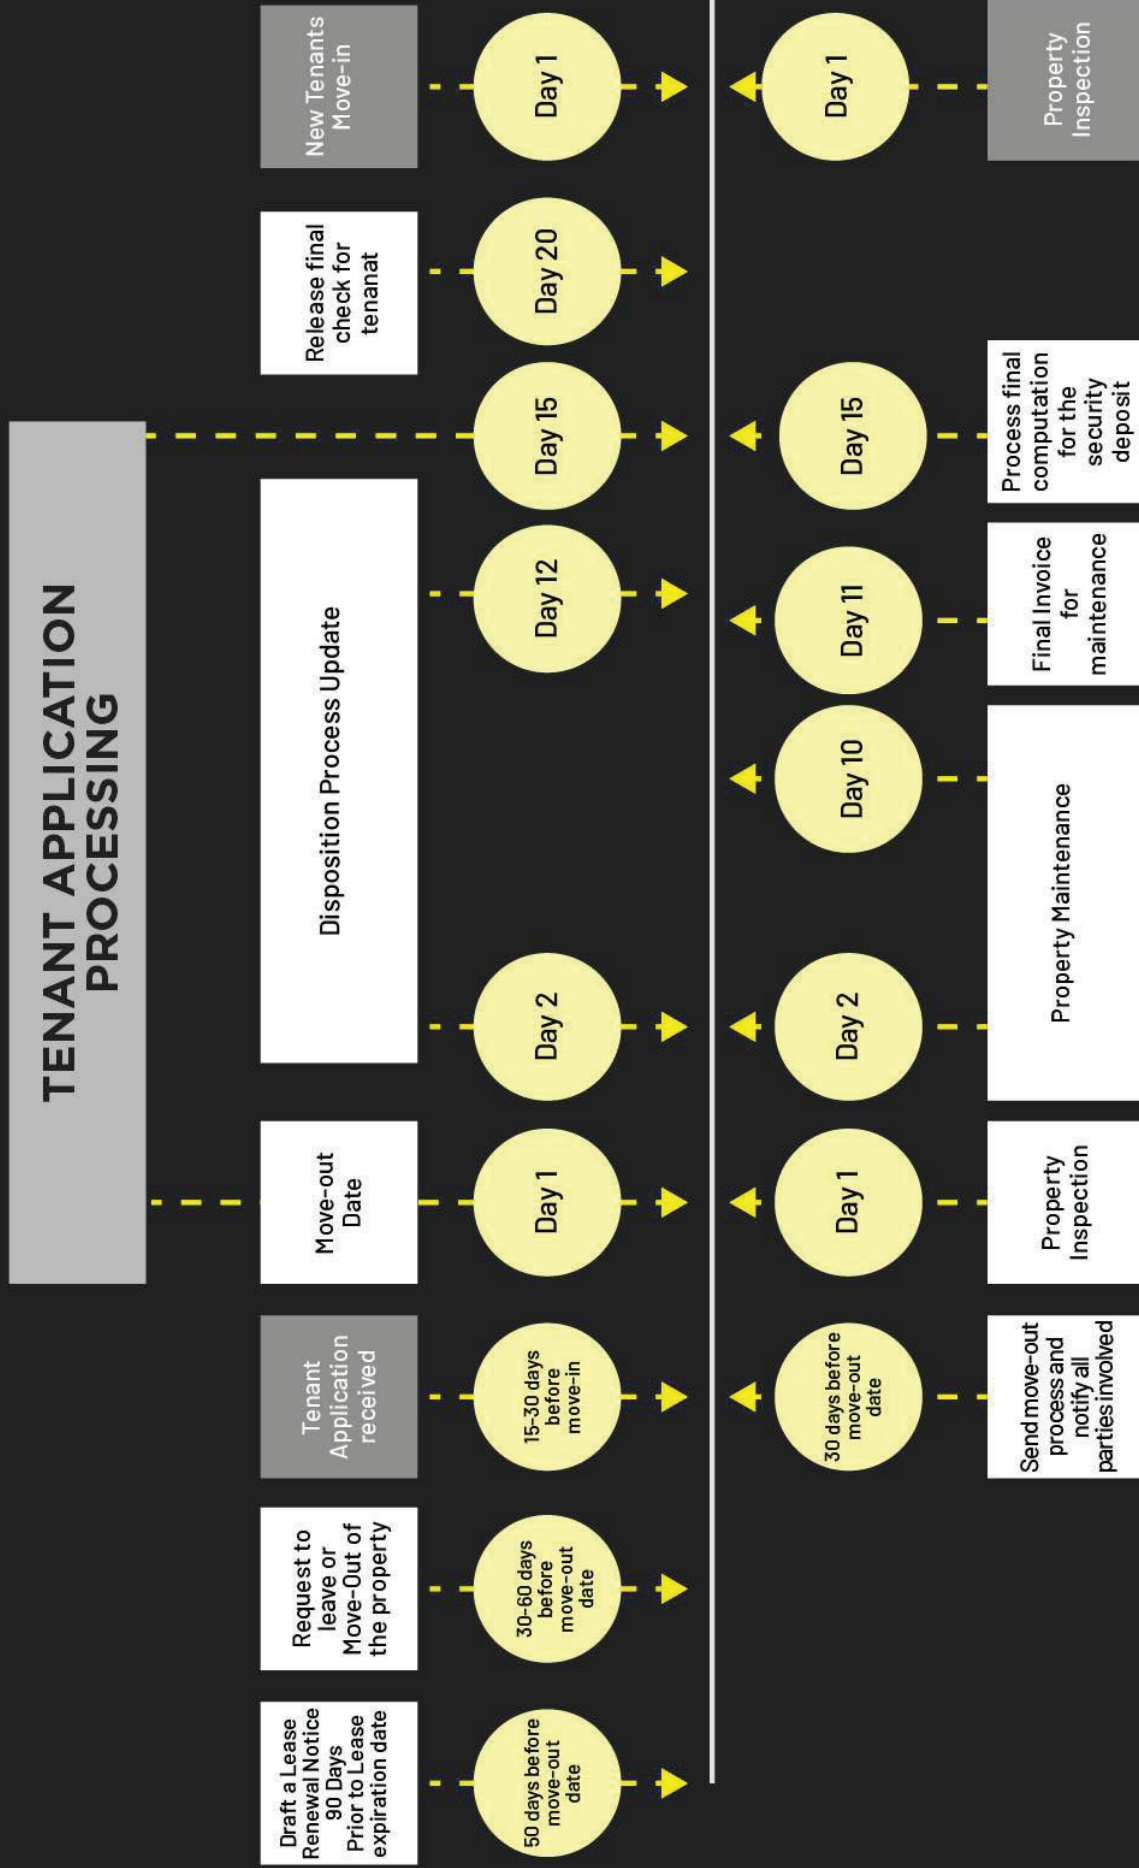 TENANT APPLICATION
PROCESSING
Draft a Lease
Renewal Notice
90 Days
Prior to Lease
expiration date
Request to
leave or
Move-Out of
the property
Tenant
Application
received
Move-out
Date
Disposition Process Update
Release final
check for
tenanat
New Tenants
Move-in
50 days before
move-out
date
30-60 days
before
move-out
date
15-30 days
before
move-in
Day 1
Day 2
Day 12
Day 15
Day 20
Day 1
30 days before
move-out
date
Day 1
Day 2
Day 10
Day 11
Day 15
Day 1
Send move-out
process and
notify all
parties involved
Property
Inspection
Property Maintenance
Final Invoice
for
maintenance
Process final
computation
for the
security
deposit
Property
Inspection